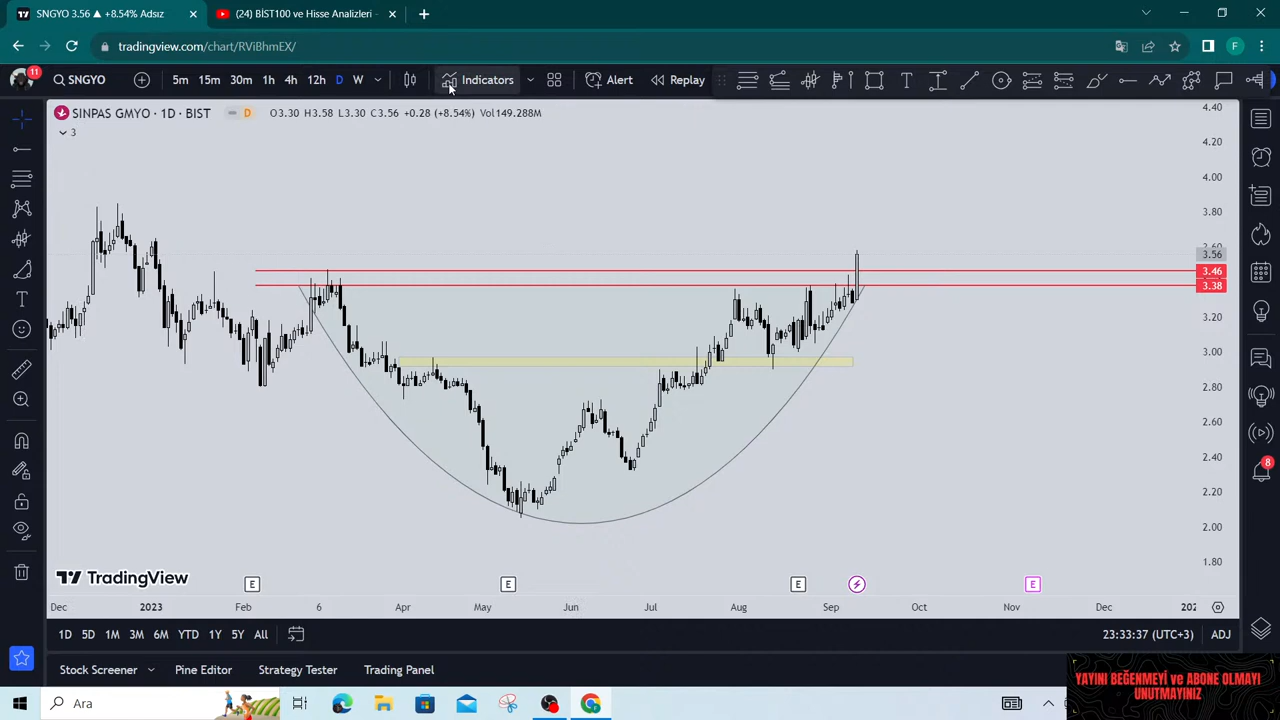 SNGYO 3.56 ▲ +8.54% Adsız
(24) BİST100 ve Hisse Analizleri -
tradingview.com/chart/RViBhmEX/
F
11
SNGYO
5m 15m 30m 1h 4h 12h D W
Indicators
Alert
Replay
SINPAS GMYO · 1D · BIST
D
O3.30 H3.58 L3.30 C3.56 +0.28 (+8.54%) Vol149.288M
3
4.40
4.20
4.00
3.80
3.56
3.46
3.38
3.20
3.00
2.80
2.60
2.40
2.20
2.00
1.80
8
TradingView
E E E E
Dec 2023 Feb 6 Apr May Jun Jul Aug Sep Oct Nov Dec
1D 5D 1M 3M 6M YTD 1Y 5Y All
23:33:37 (UTC+3) ADJ
Stock Screener Pine Editor Strategy Tester Trading Panel
Ara
YAYINI BEĞENMEYİ ve ABONE OLMAYI
UNUTMAYINIZ